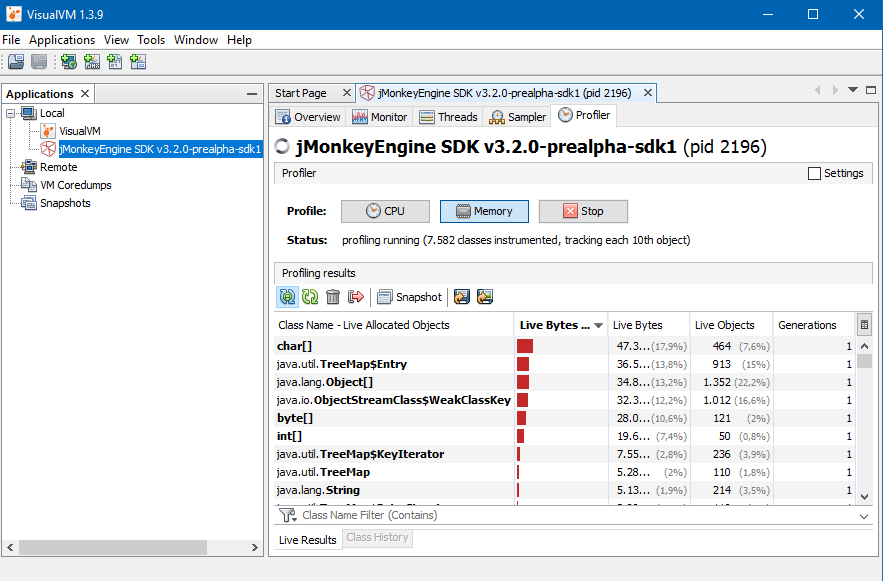 VisualVM 1.3.9
File Applications View Tools Window Help
Applications
Local
VisualVM
jMonkeyEngine SDK v3.2.0-prealpha-sdk1
Remote
VM Coredumps
Snapshots
Start Page
jMonkeyEngine SDK v3.2.0-prealpha-sdk1 (pid 2196)
Overview Monitor Threads Sampler Profiler
jMonkeyEngine SDK v3.2.0-prealpha-sdk1 (pid 2196)
Profiler Settings
Profile: CPU Memory Stop
Status: profiling running (7.582 classes instrumented, tracking each 10th object)
Profiling results
Snapshot
Class Name - Live Allocated Objects Live Bytes ... Live Bytes Live Objects Generations
char[] 47.3... (17,9%) 464 (7,6%) 1
java.util.TreeMap$Entry 36.5... (13,8%) 913 (15%) 1
java.lang.Object[] 34.8... (13,2%) 1.352 (22,2%) 1
java.io.ObjectStreamClass$WeakClassKey 32.3... (12,2%) 1.012 (16,6%) 1
byte[] 28.0... (10,6%) 121 (2%) 1
int[] 19.6... (7,4%) 50 (0,8%) 1
java.util.TreeMap$KeyIterator 7.55... (2,8%) 236 (3,9%) 1
java.util.TreeMap 5.28... (2%) 110 (1,8%) 1
java.lang.String 5.13... (1,9%) 214 (3,5%) 1
Class Name Filter (Contains)
Live Results Class History